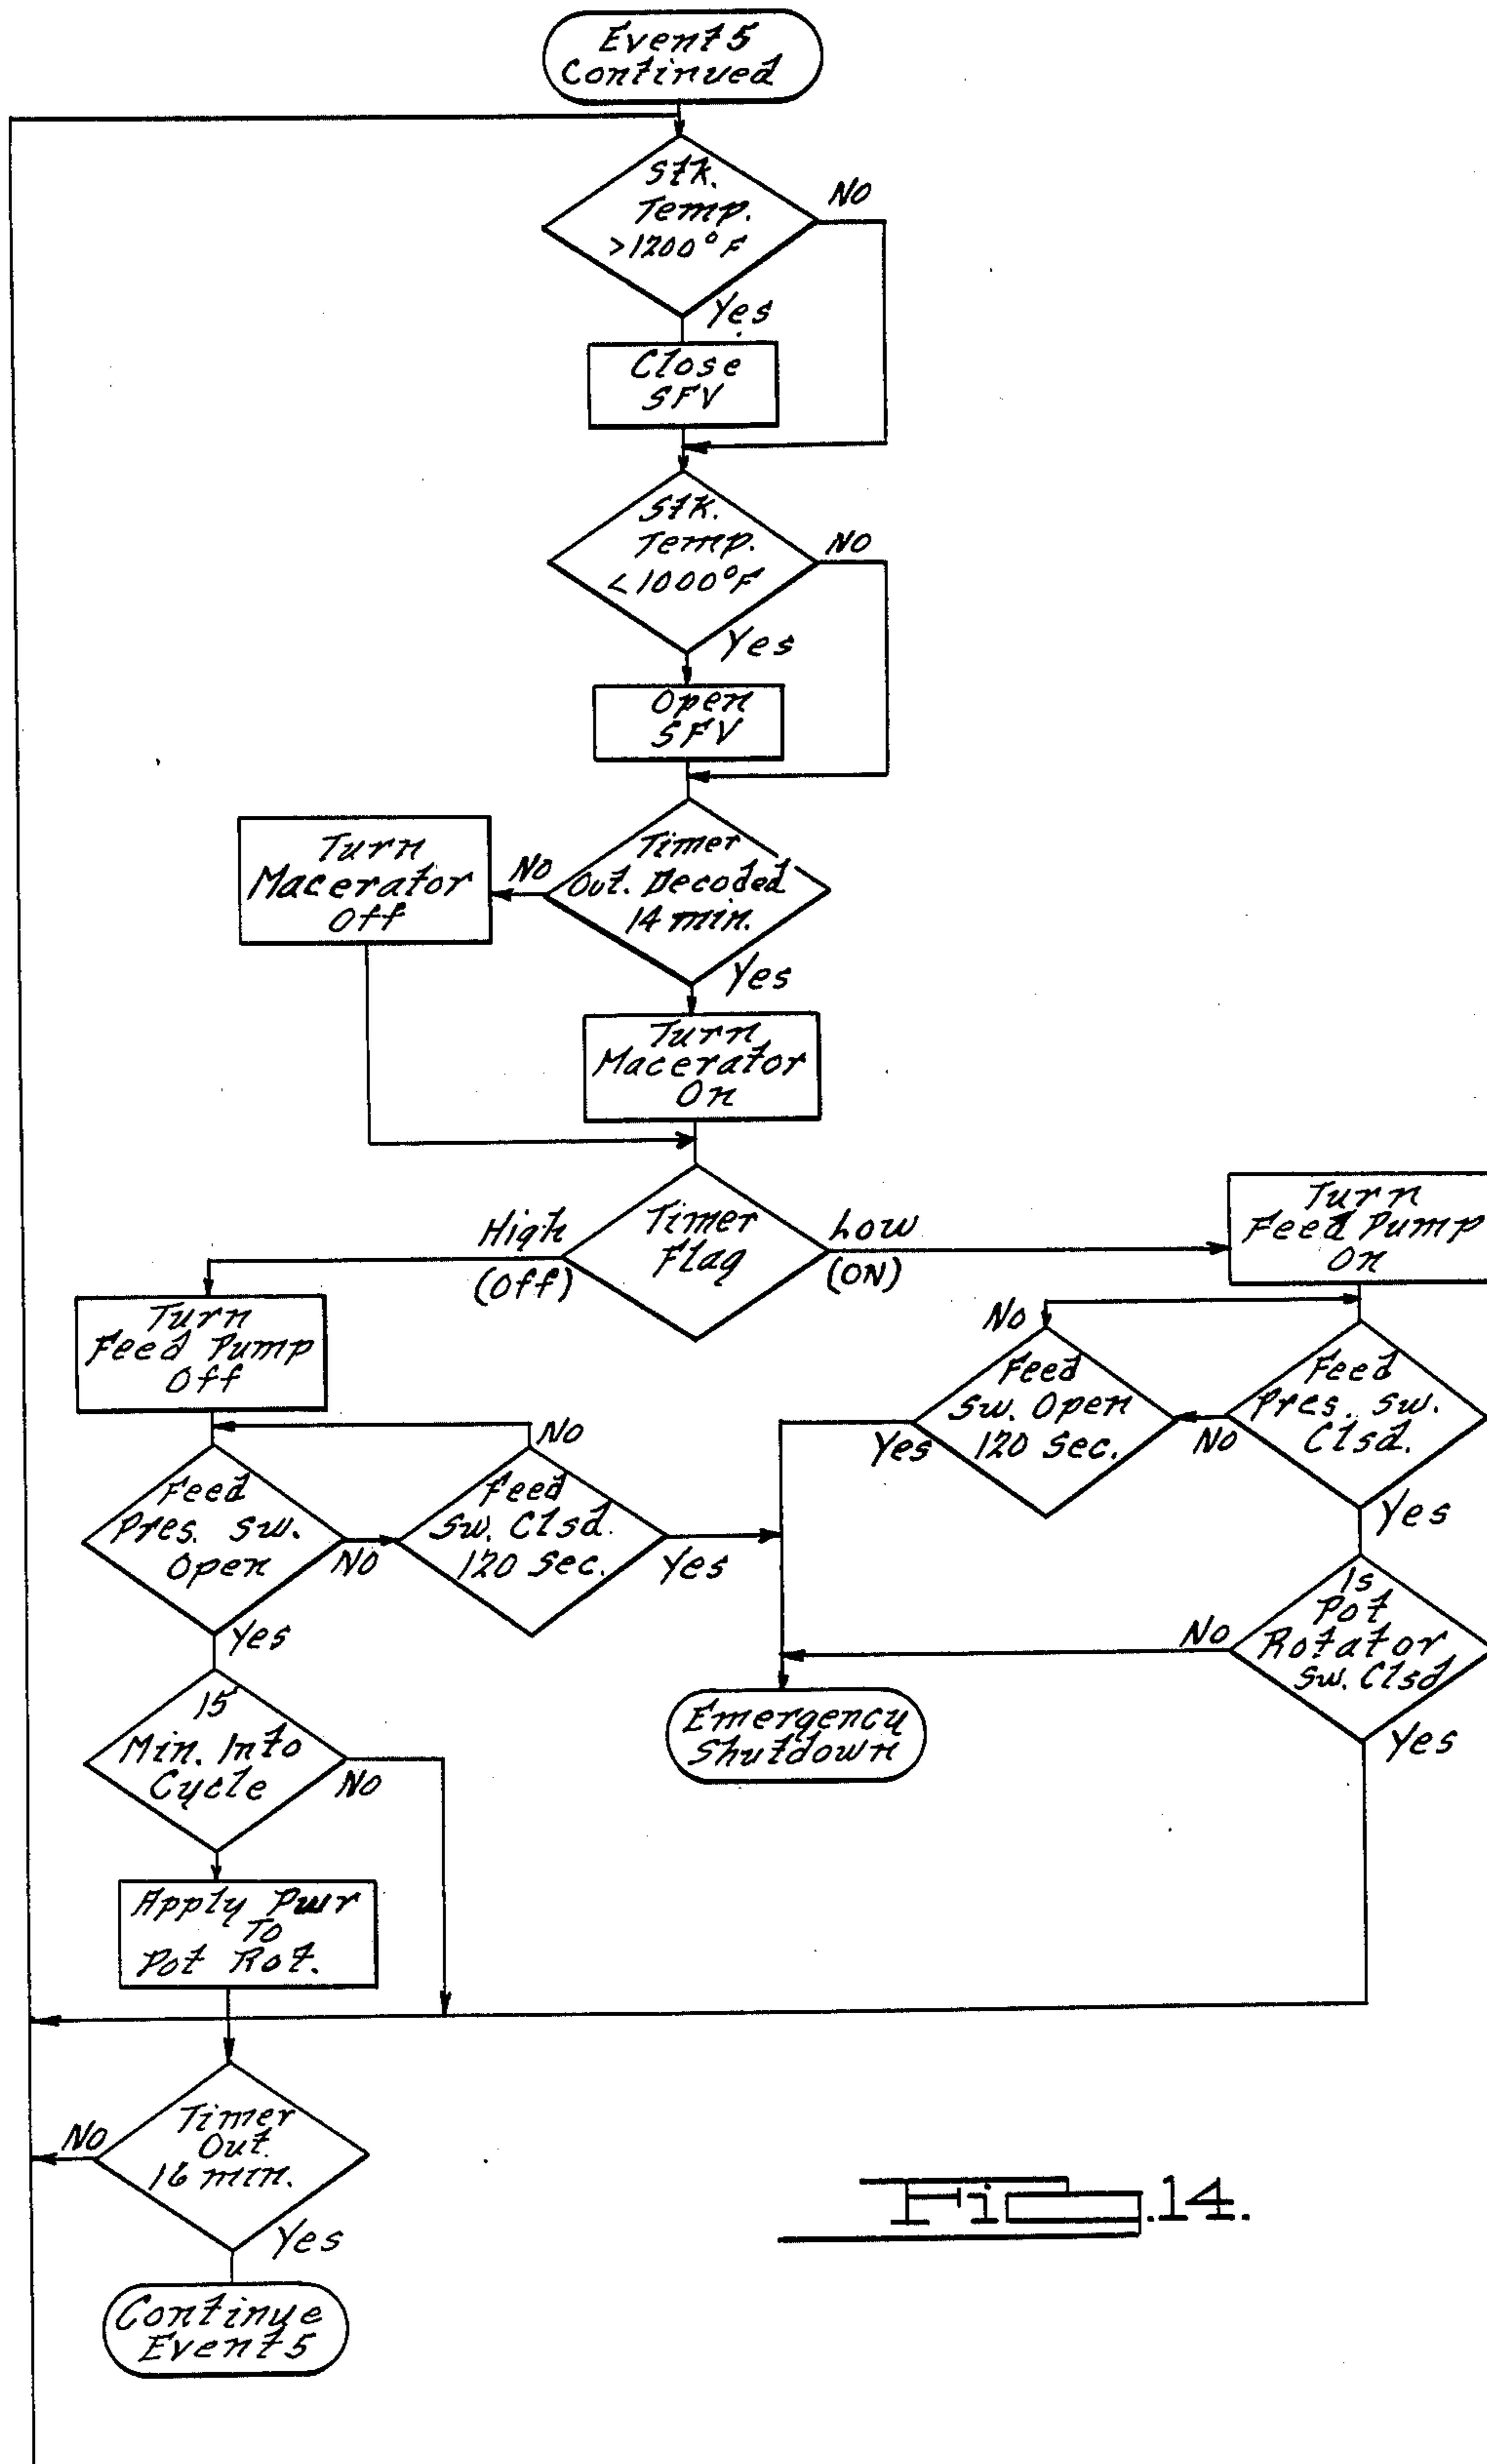 Event 5
Continued
Stk.
Temp.
>1200°F
No
Yes
Close
SFV
Stk.
Temp.
<1000°F
No
Yes
Open
SFV
Timer
Out. Decoded
14 min.
No
Turn
Macerator
Off
Yes
Turn
Macerator
On
Timer
Flag
High
(Off)
Low
(ON)
Turn
Feed Pump
On
Turn
Feed Pump
Off
Feed
Pres. Sw.
Clsd.
No
Yes
Feed
Sw. Open
120 Sec.
No
Yes
Feed
Pres. Sw.
Open
No
Yes
Feed
Sw. Clsd.
120 Sec.
No
Yes
Is
Pot
Rotator
Sw. Clsd
No
Yes
Emergency
Shutdown
15
Min. Into
Cycle
No
Apply Pwr
To
Pot Rot.
Timer
Out.
16 min.
No
Yes
Continue
Event 5
Fig.14.